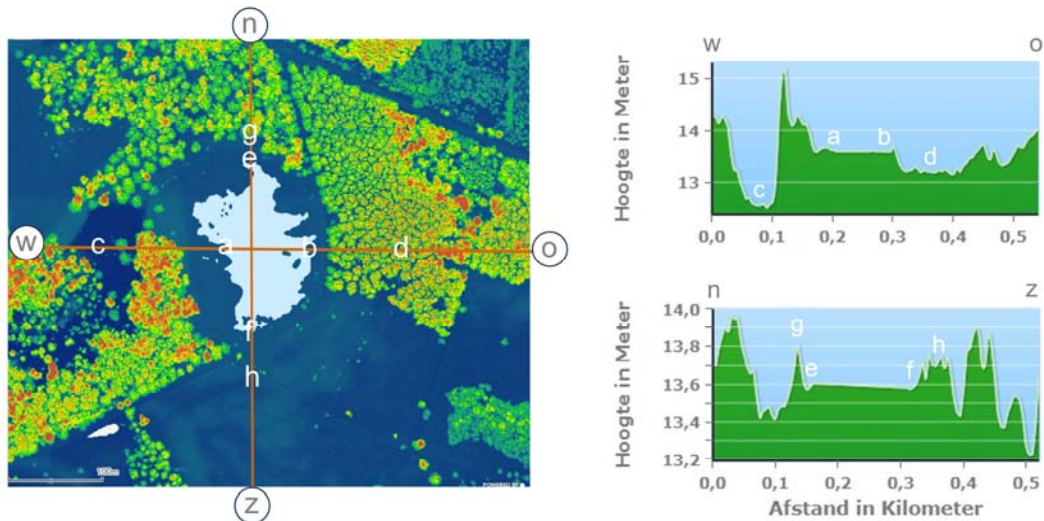 n
g
e
w
c
a
b
d
o
f
h
100m
POWERED BY
z
w
o
Hoogte in Meter
15
14
13
a
b
c
d
0,0
0,1
0,2
0,3
0,4
0,5
n
z
Hoogte in Meter
14,0
13,8
13,6
13,4
13,2
g
e
f
h
0,0
0,1
0,2
0,3
0,4
0,5
Afstand in Kilometer